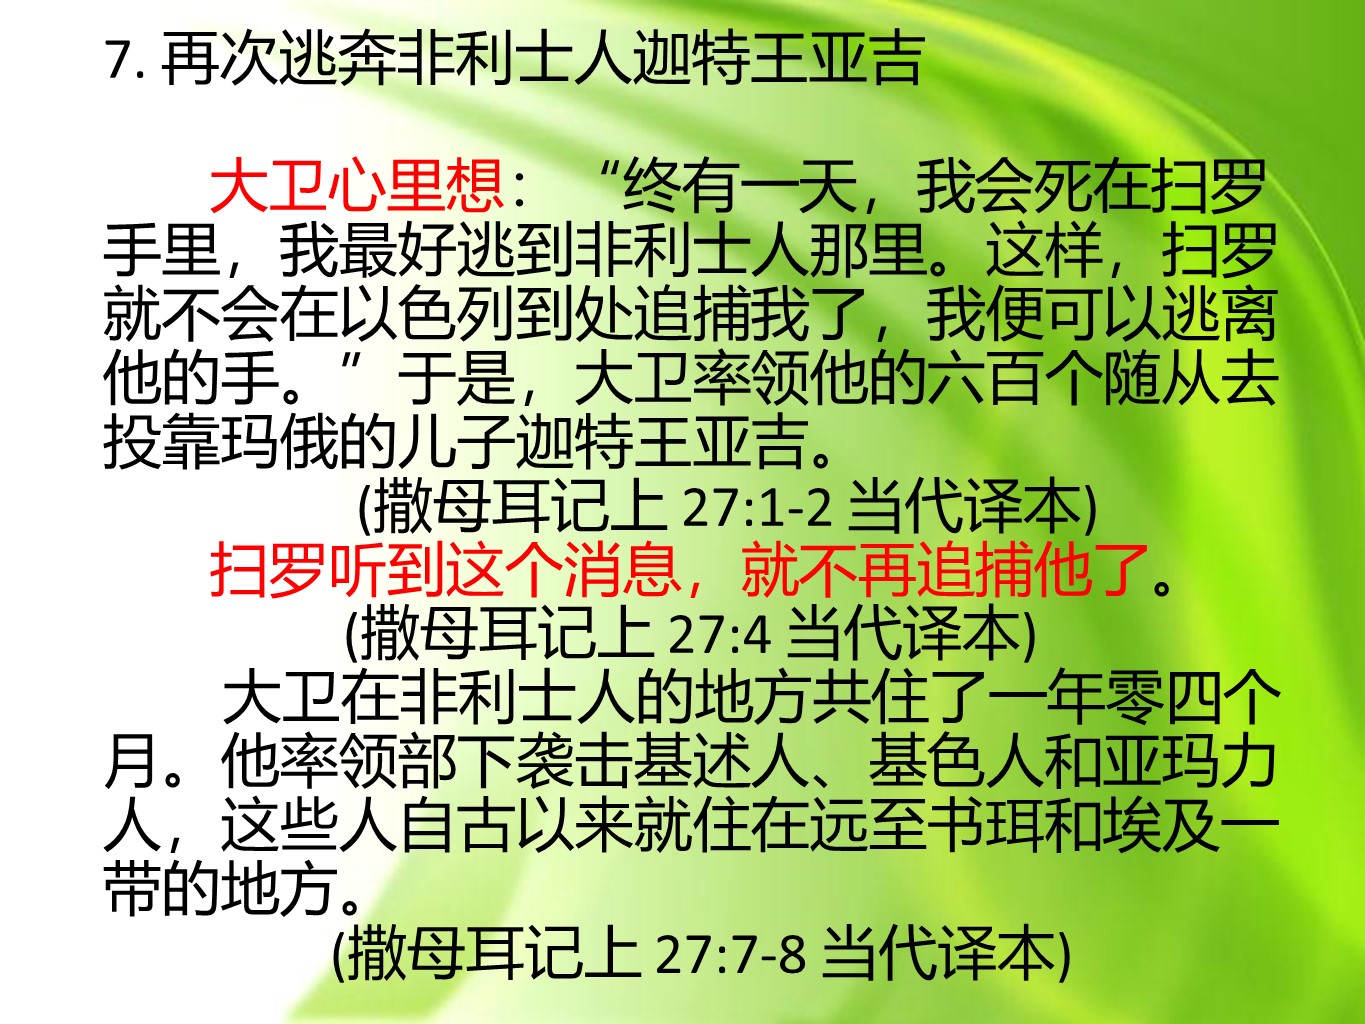 7. 再次逃奔非利士人迦特王亚吉
大卫心里想：“终有一天，我会死在扫罗
手里，我最好逃到非利士人那里。这样，扫罗
就不会在以色列到处追捕我了，我便可以逃离
他的手。”于是，大卫率领他的六百个随从去
投靠玛俄的儿子迦特王亚吉。
(撒母耳记上 27:1-2 当代译本)
扫罗听到这个消息，就不再追捕他了。
(撒母耳记上 27:4 当代译本)
大卫在非利士人的地方共住了一年零四个
月。他率领部下袭击基述人、基色人和亚玛力
人，这些人自古以来就住在远至书珥和埃及一
带的地方。
(撒母耳记上 27:7-8 当代译本)